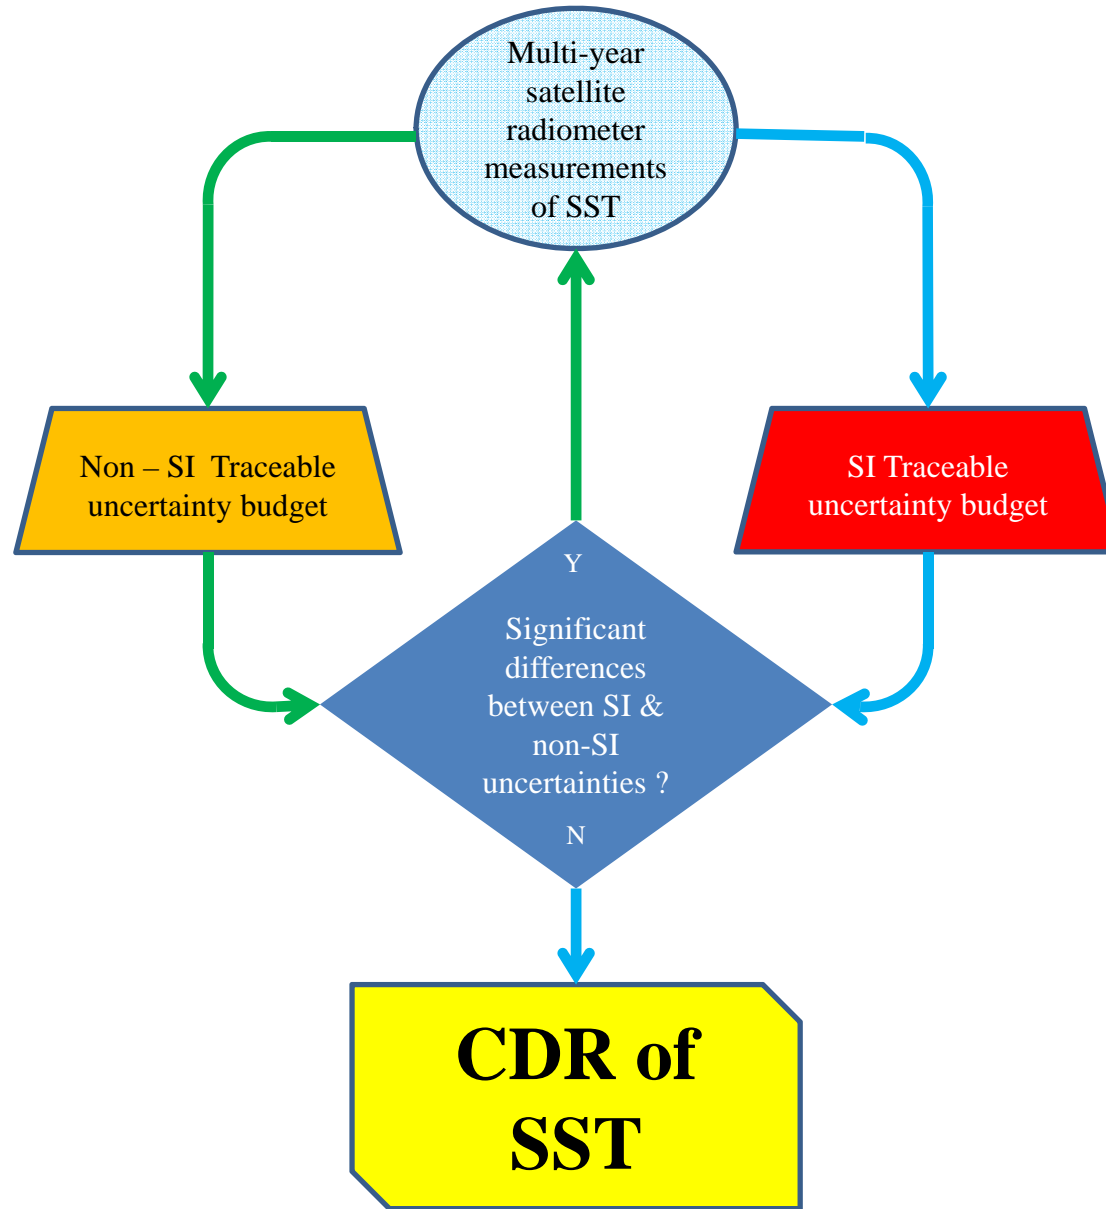 Multi-year
satellite
radiometer
measurements
of SST
Non – SI Traceable
uncertainty budget
SI Traceable
uncertainty budget
Y
Significant
differences
between SI &
non-SI
uncertainties ?
N
CDR of
SST